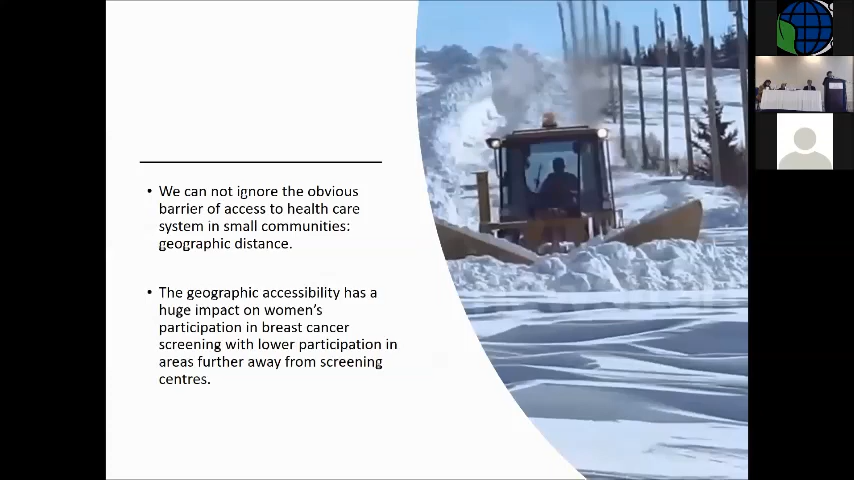 • We can not ignore the obvious
barrier of access to health care
system in small communities:
geographic distance.
• The geographic accessibility has a
huge impact on women's
participation in breast cancer
screening with lower participation in
areas further away from screening
centres.